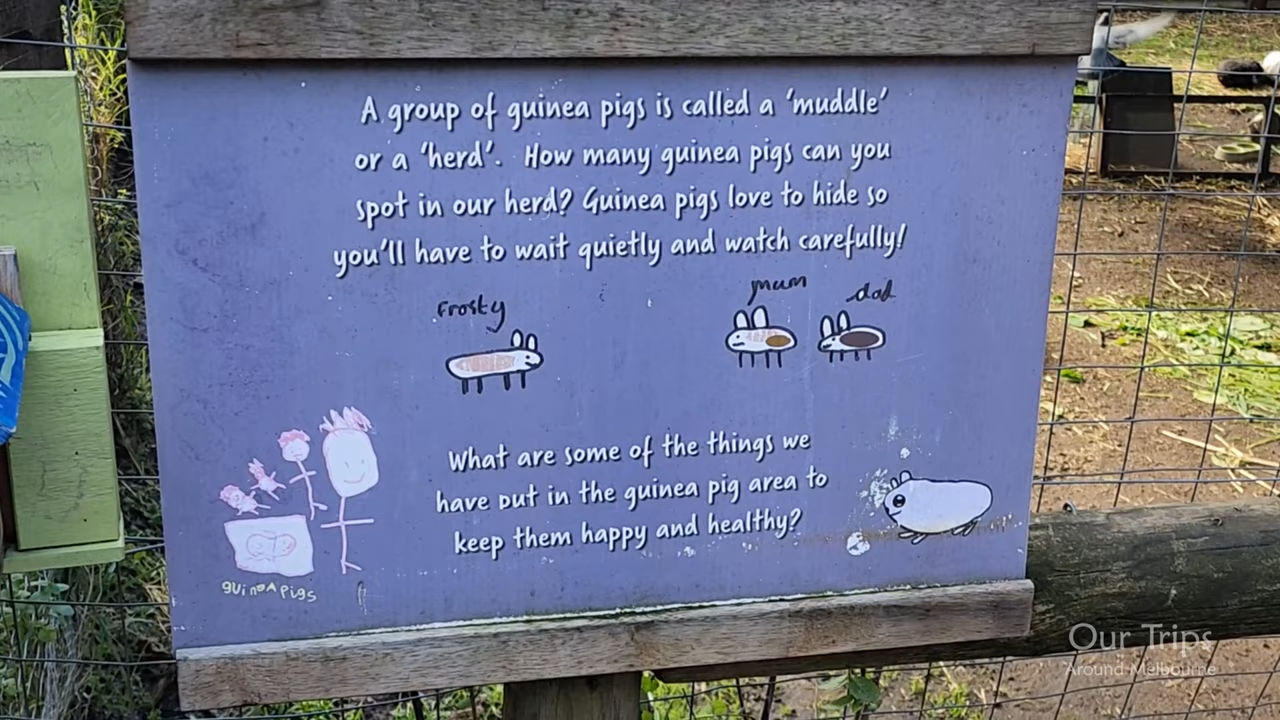 A group of guinea pigs is called a 'muddle'
or a 'herd'. How many guinea pigs can you
spot in our herd? Guinea pigs love to hide so
you'll have to wait quietly and watch carefully!
Frosty
mum
dad
What are some of the things we
have put in the guinea pig area to
keep them happy and healthy?
guineA pigs
Our Trips
Around Melbourne